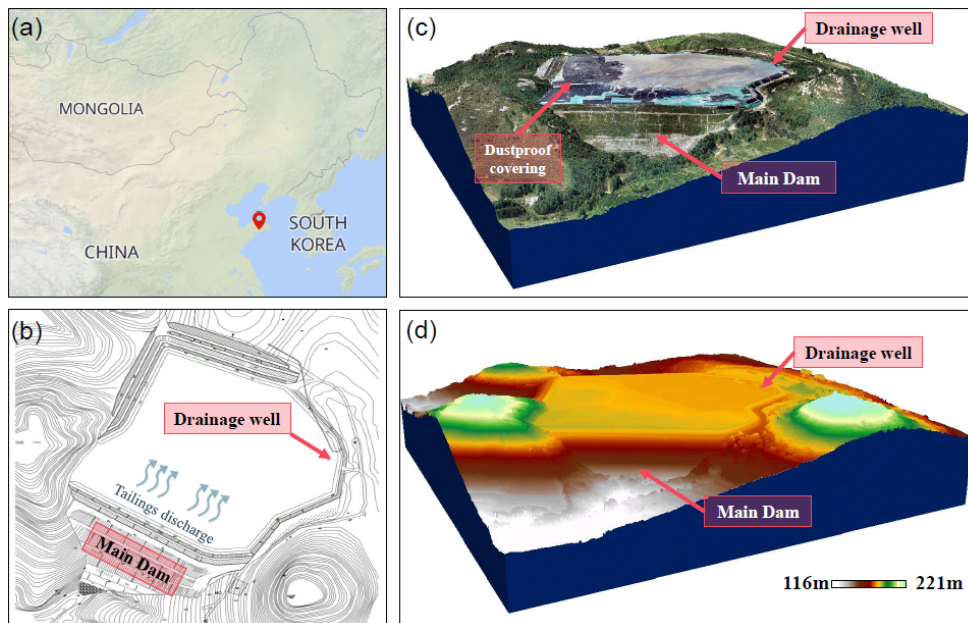 (a)
MONGOLIA
CHINA
SOUTH
KOREA
(b)
Drainage well
Tailings discharge
Main Dam
(c)
Drainage well
Dustproof
covering
Main Dam
(d)
Drainage well
Main Dam
116m
221m